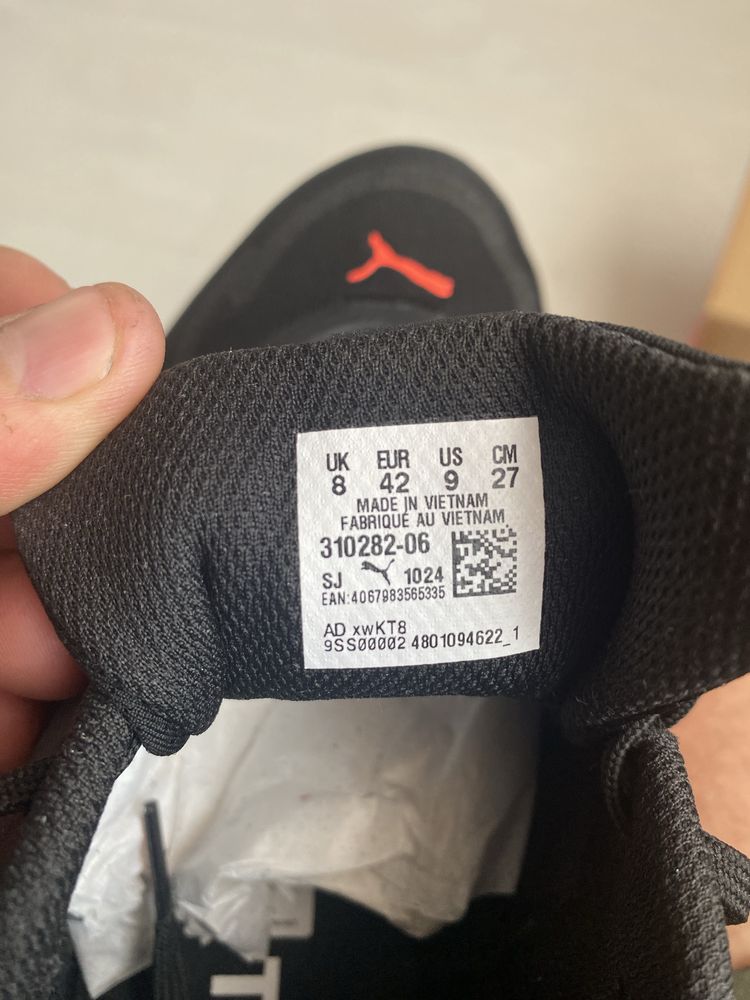 UK EUR US CM
8 42 9 27
MADE IN VIETNAM
FABRIQUÉ AU VIETNAM
310282-06
SJ 1024
EAN:4067983565335
AD xwKT8
9SS00002 4801094622_1